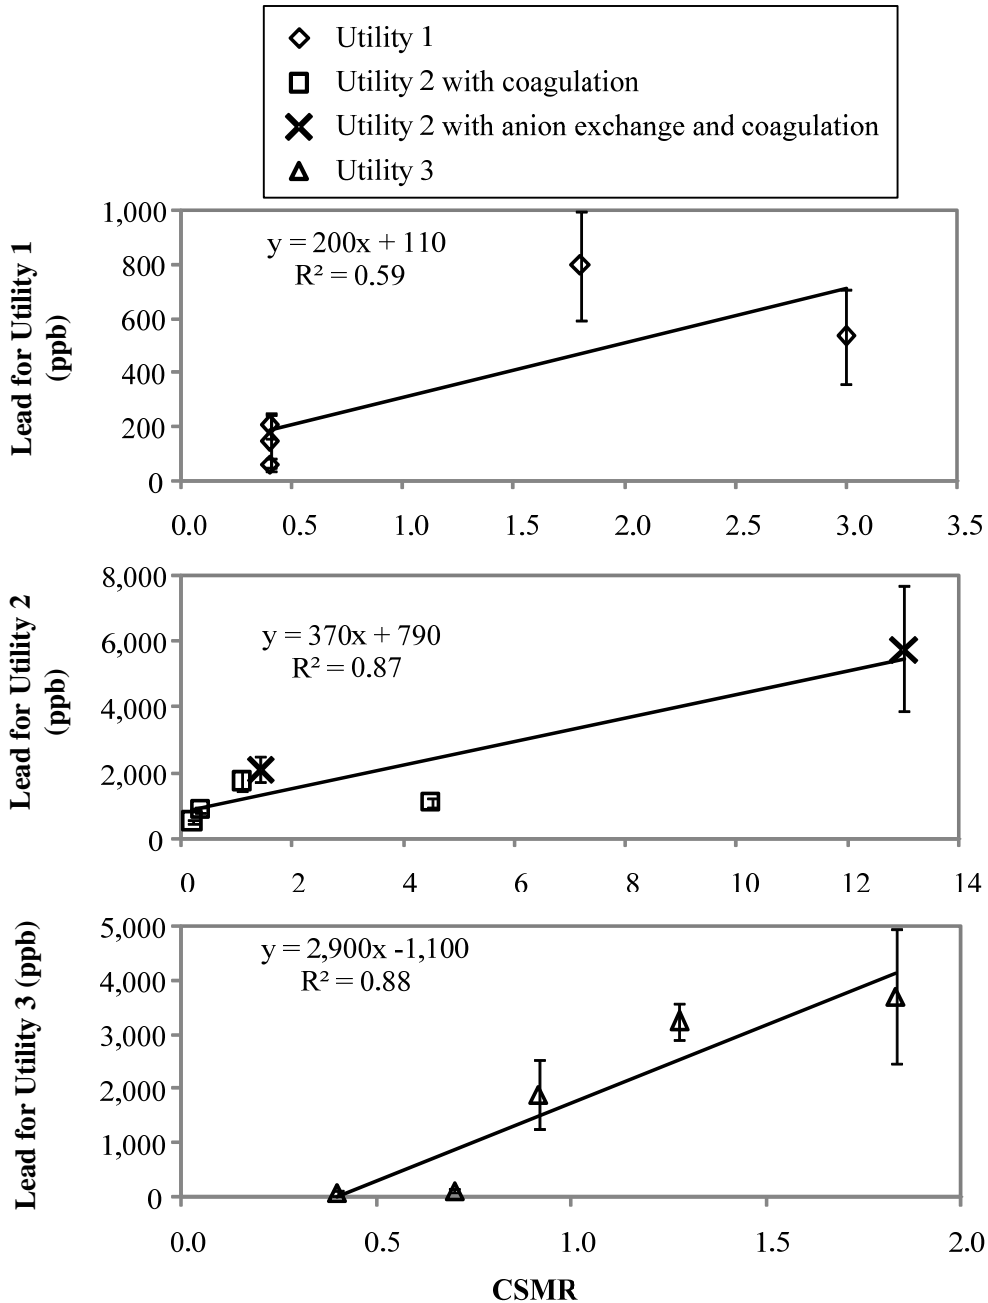 Utility 1
Utility 2 with coagulation
Utility 2 with anion exchange and coagulation
Utility 3
Lead for Utility 1
(ppb)
1,000
800
600
400
200
0
y = 200x + 110
R² = 0.59
0.0 0.5 1.0 1.5 2.0 2.5 3.0 3.5
Lead for Utility 2
(ppb)
8,000
6,000
4,000
2,000
0
y = 370x + 790
R² = 0.87
0 2 4 6 8 10 12 14
Lead for Utility 3 (ppb)
5,000
4,000
3,000
2,000
1,000
0
y = 2,900x -1,100
R² = 0.88
0.0 0.5 1.0 1.5 2.0
CSMR